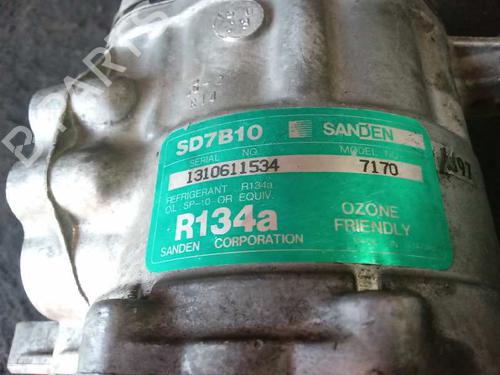 B-PARTS
SD7B10 SANDEN
SERIAL NO. MODEL NO.
1310611534 7170
REFRIGERANT R134a
OIL SP-10 OR EQUIV.
R134a OZONE
FRIENDLY
SANDEN CORPORATION